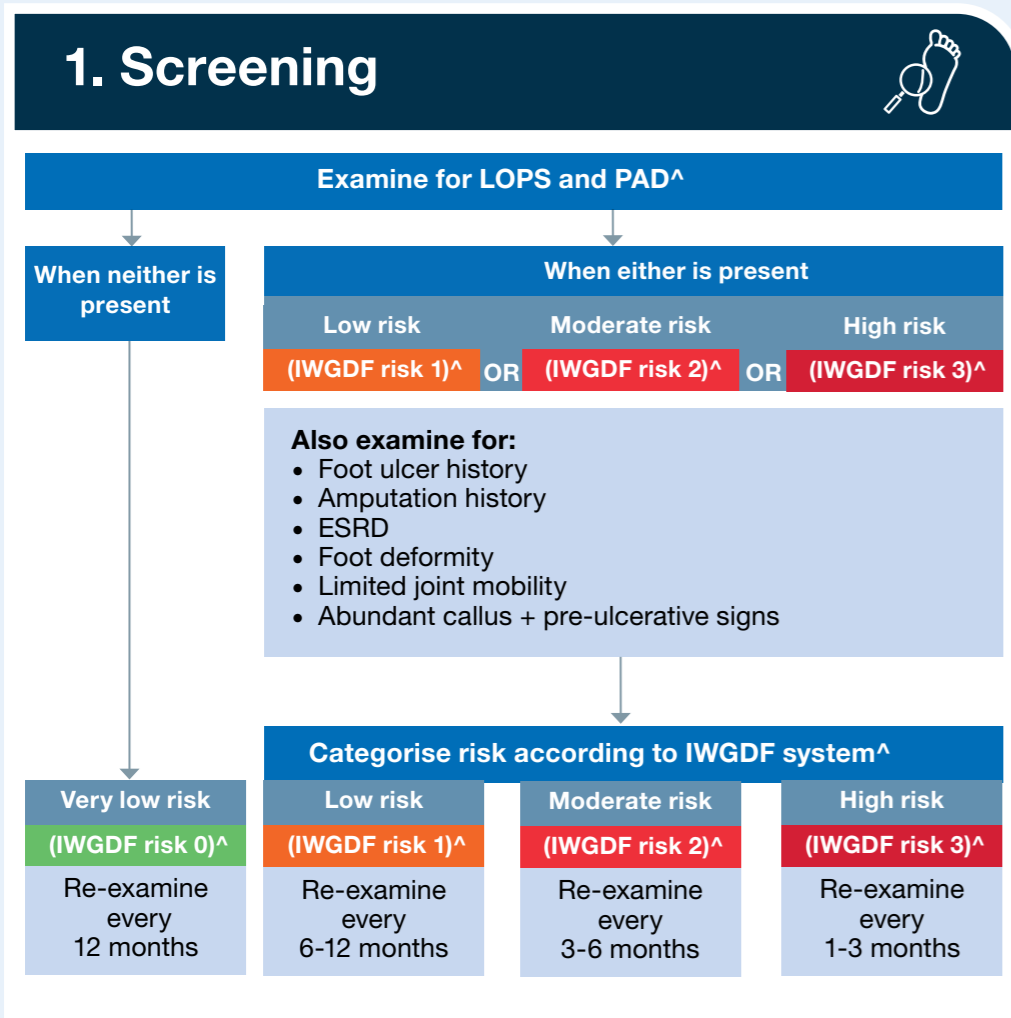 1. Screening
Examine for LOPS and PAD^
When neither is
present
When either is present
Low risk
Moderate risk
High risk
(IWGDF risk 1)^ OR (IWGDF risk 2)^ OR (IWGDF risk 3)^
Also examine for:
• Foot ulcer history
• Amputation history
• ESRD
• Foot deformity
• Limited joint mobility
• Abundant callus + pre-ulcerative signs
Categorise risk according to IWGDF system^
Very low risk
(IWGDF risk 0)^
Re-examine
every
12 months
Low risk
(IWGDF risk 1)^
Re-examine
every
6-12 months
Moderate risk
(IWGDF risk 2)^
Re-examine
every
3-6 months
High risk
(IWGDF risk 3)^
Re-examine
every
1-3 months